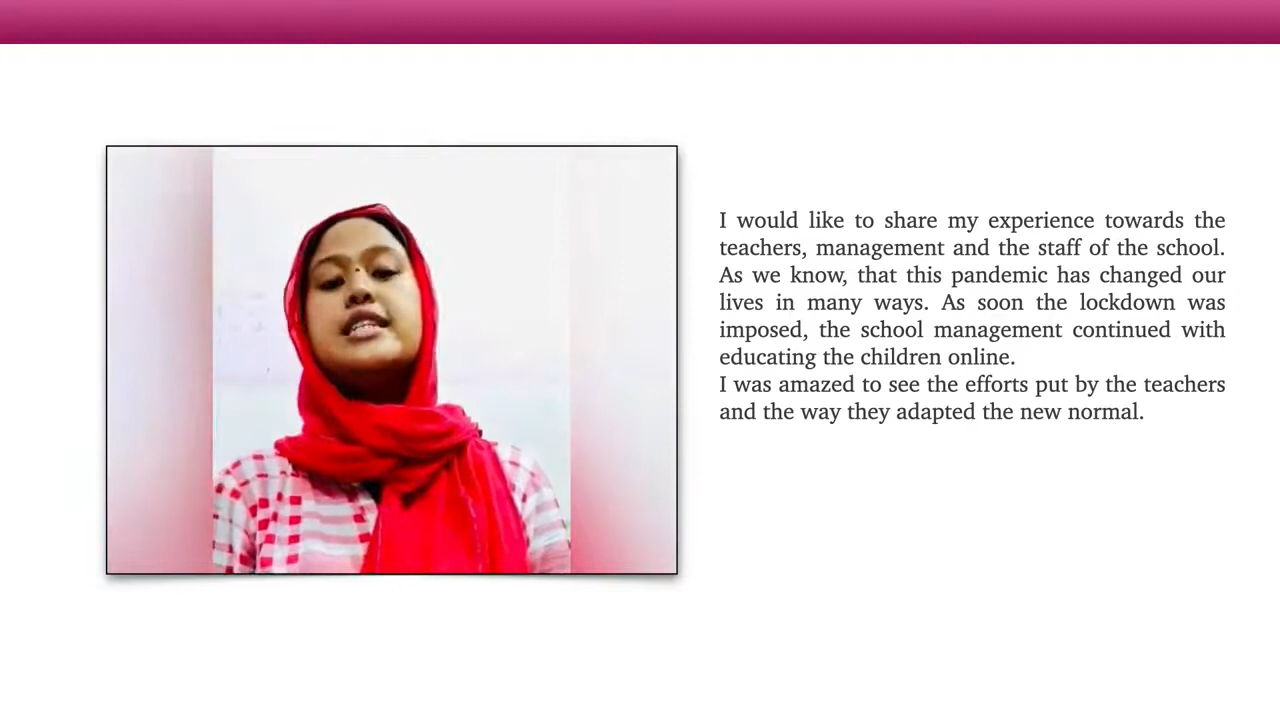 I would like to share my experience towards the
teachers, management and the staff of the school.
As we know, that this pandemic has changed our
lives in many ways. As soon the lockdown was
imposed, the school management continued with
educating the children online.
I was amazed to see the efforts put by the teachers
and the way they adapted the new normal.